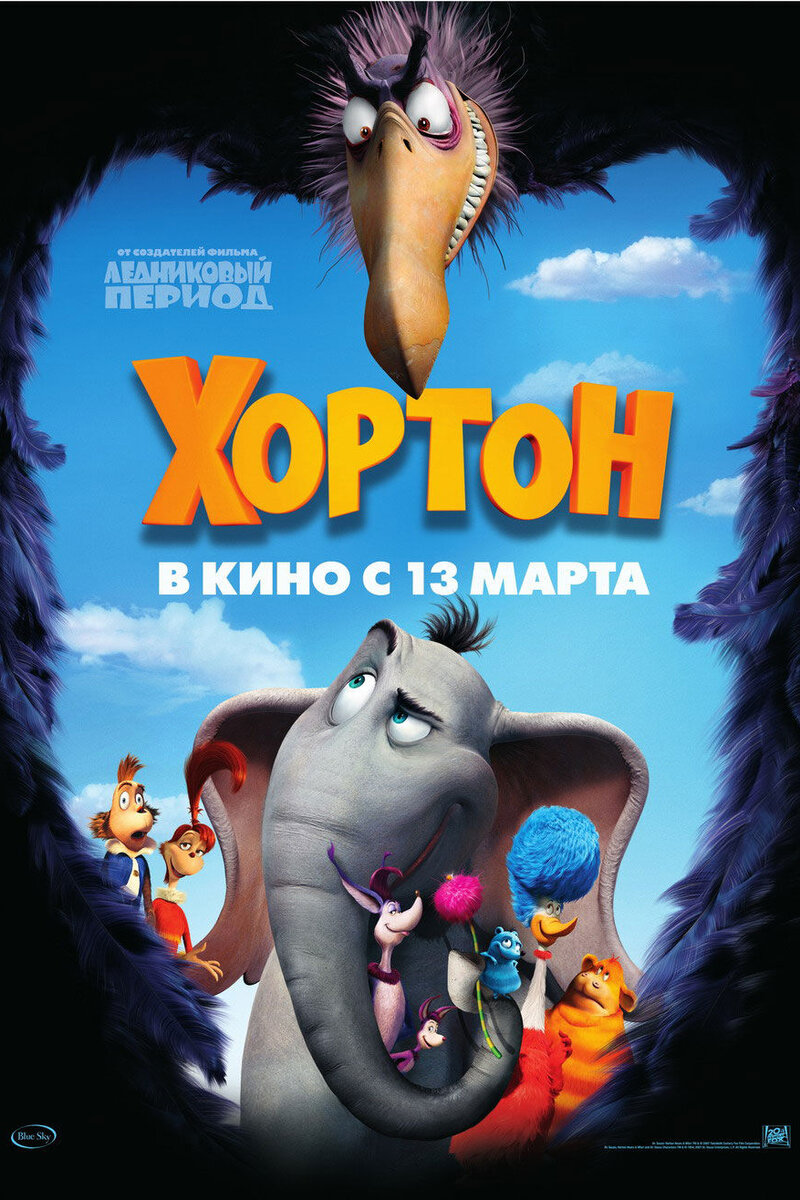 ОТ СОЗДАТЕЛЕЙ ФИЛЬМА
ЛЕДНИКОВЫЙ
ПЕРИОД
ХОРТОН
В КИНО С 13 МАРТА
Blue Sky
20th
CENTURY
FOX